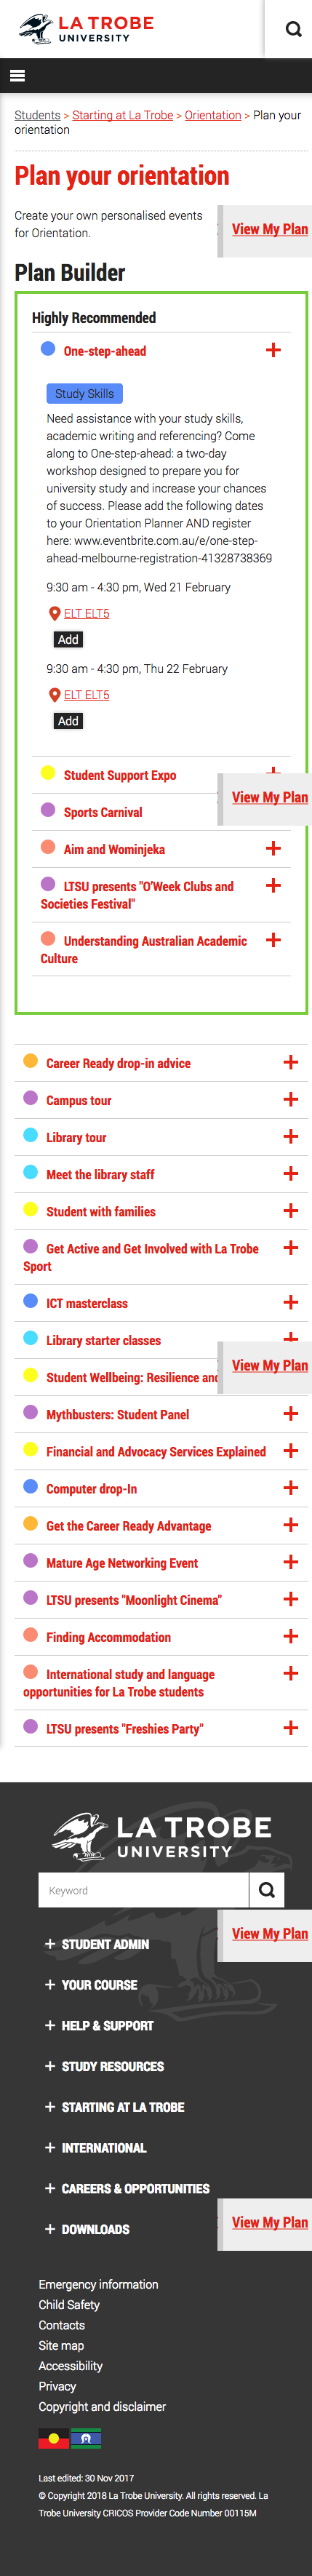 LA TROBE
UNIVERSITY
Students > Starting at La Trobe > Orientation > Plan your
orientation
Plan your orientation
Create your own personalised events
for Orientation.
View My Plan
Plan Builder
Highly Recommended
One-step-ahead
Study Skills
Need assistance with your study skills,
academic writing and referencing? Come
along to One-step-ahead: a two-day
workshop designed to prepare you for
university study and increase your chances
of success. Please add the following dates
to your Orientation Planner AND register
here: www.eventbrite.com.au/e/one-step-
ahead-melbourne-registration-41328738369
9:30 am - 4:30 pm, Wed 21 February
ELT ELT5
Add
9:30 am - 4:30 pm, Thu 22 February
ELT ELT5
Add
Student Support Expo
View My Plan
Sports Carnival
Aim and Wominjeka
LTSU presents "O'Week Clubs and
Societies Festival"
Understanding Australian Academic
Culture
Career Ready drop-in advice
Campus tour
Library tour
Meet the library staff
Student with families
Get Active and Get Involved with La Trobe
Sport
ICT masterclass
Library starter classes
View My Plan
Student Wellbeing: Resilience and
Mythbusters: Student Panel
Financial and Advocacy Services Explained
Computer drop-In
Get the Career Ready Advantage
Mature Age Networking Event
LTSU presents "Moonlight Cinema"
Finding Accommodation
International study and language
opportunities for La Trobe students
LTSU presents "Freshies Party"
LA TROBE
UNIVERSITY
Keyword
View My Plan
STUDENT ADMIN
YOUR COURSE
HELP & SUPPORT
STUDY RESOURCES
STARTING AT LA TROBE
INTERNATIONAL
CAREERS & OPPORTUNITIES
View My Plan
DOWNLOADS
Emergency information
Child Safety
Contacts
Site map
Accessibility
Privacy
Copyright and disclaimer
Last edited: 30 Nov 2017
© Copyright 2018 La Trobe University. All rights reserved. La
Trobe University CRICOS Provider Code Number 00115M